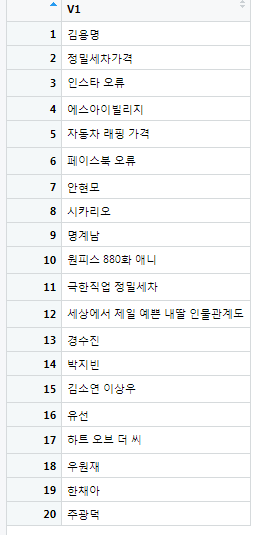 V1
1 김용명
2 정밀세차가격
3 인스타 오류
4 에스아이빌리지
5 자동차 래핑 가격
6 페이스북 오류
7 안현모
8 시카리오
9 명계남
10 원피스 880화 애니
11 극한직업 정밀세차
12 세상에서 제일 예쁜 내딸 인물관계도
13 경수진
14 박지빈
15 김소연 이상우
16 유선
17 하트 오브 더 씨
18 우원재
19 한채아
20 주광덕